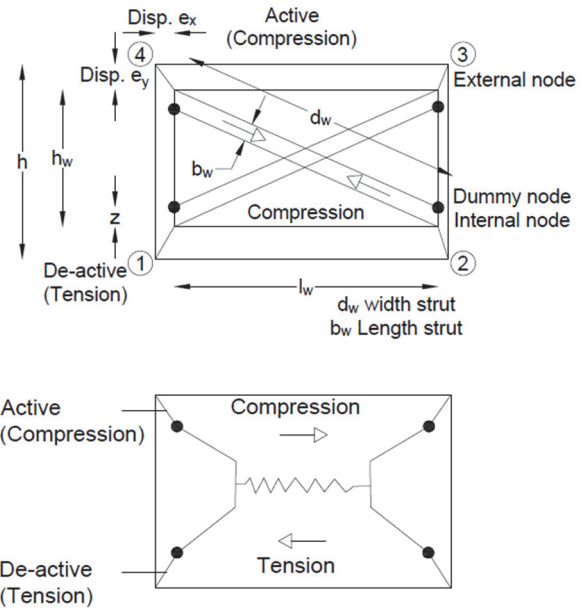 Disp. ex
Active
(Compression)
4
3
Disp. ey
External node
dw
h
hw
bw
z
Compression
Dummy node
Internal node
De-active
(Tension)
1
2
lw
dw width strut
bw Length strut
Active
(Compression)
Compression
Tension
De-active
(Tension)